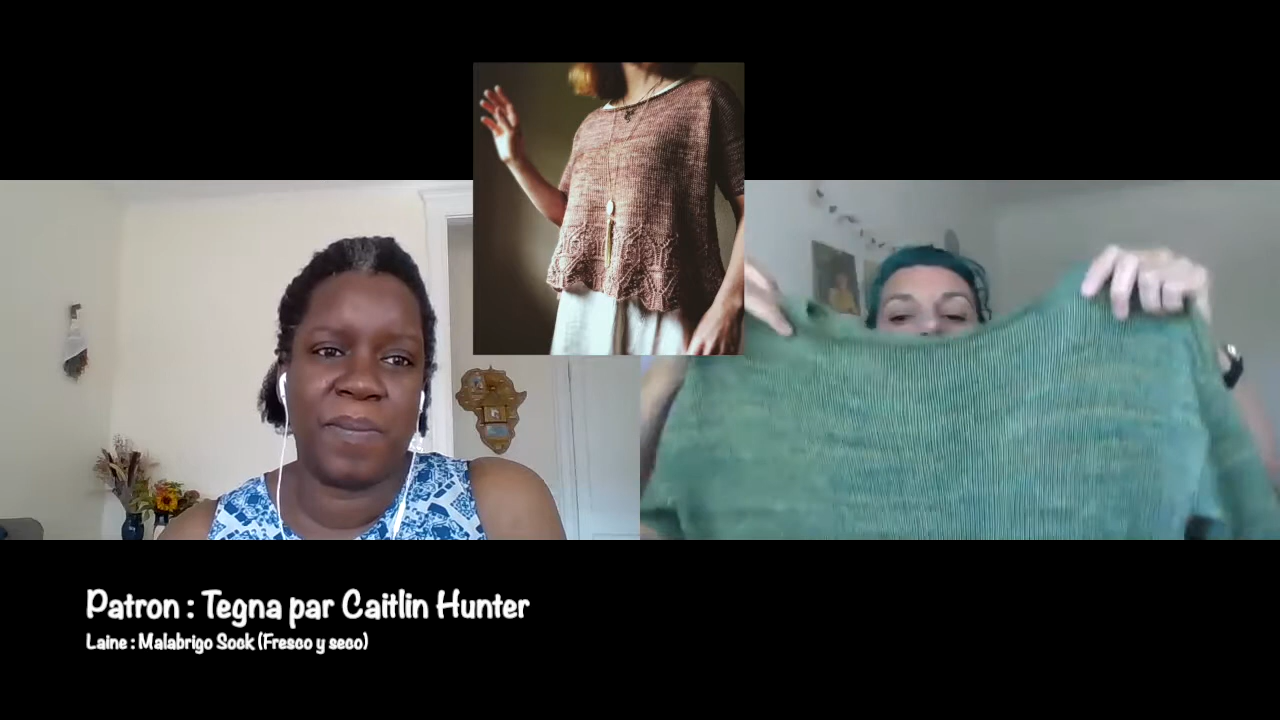 Patron : Tegna par Caitlin Hunter
Laine : Malabrigo Sock (Fresco y seco)